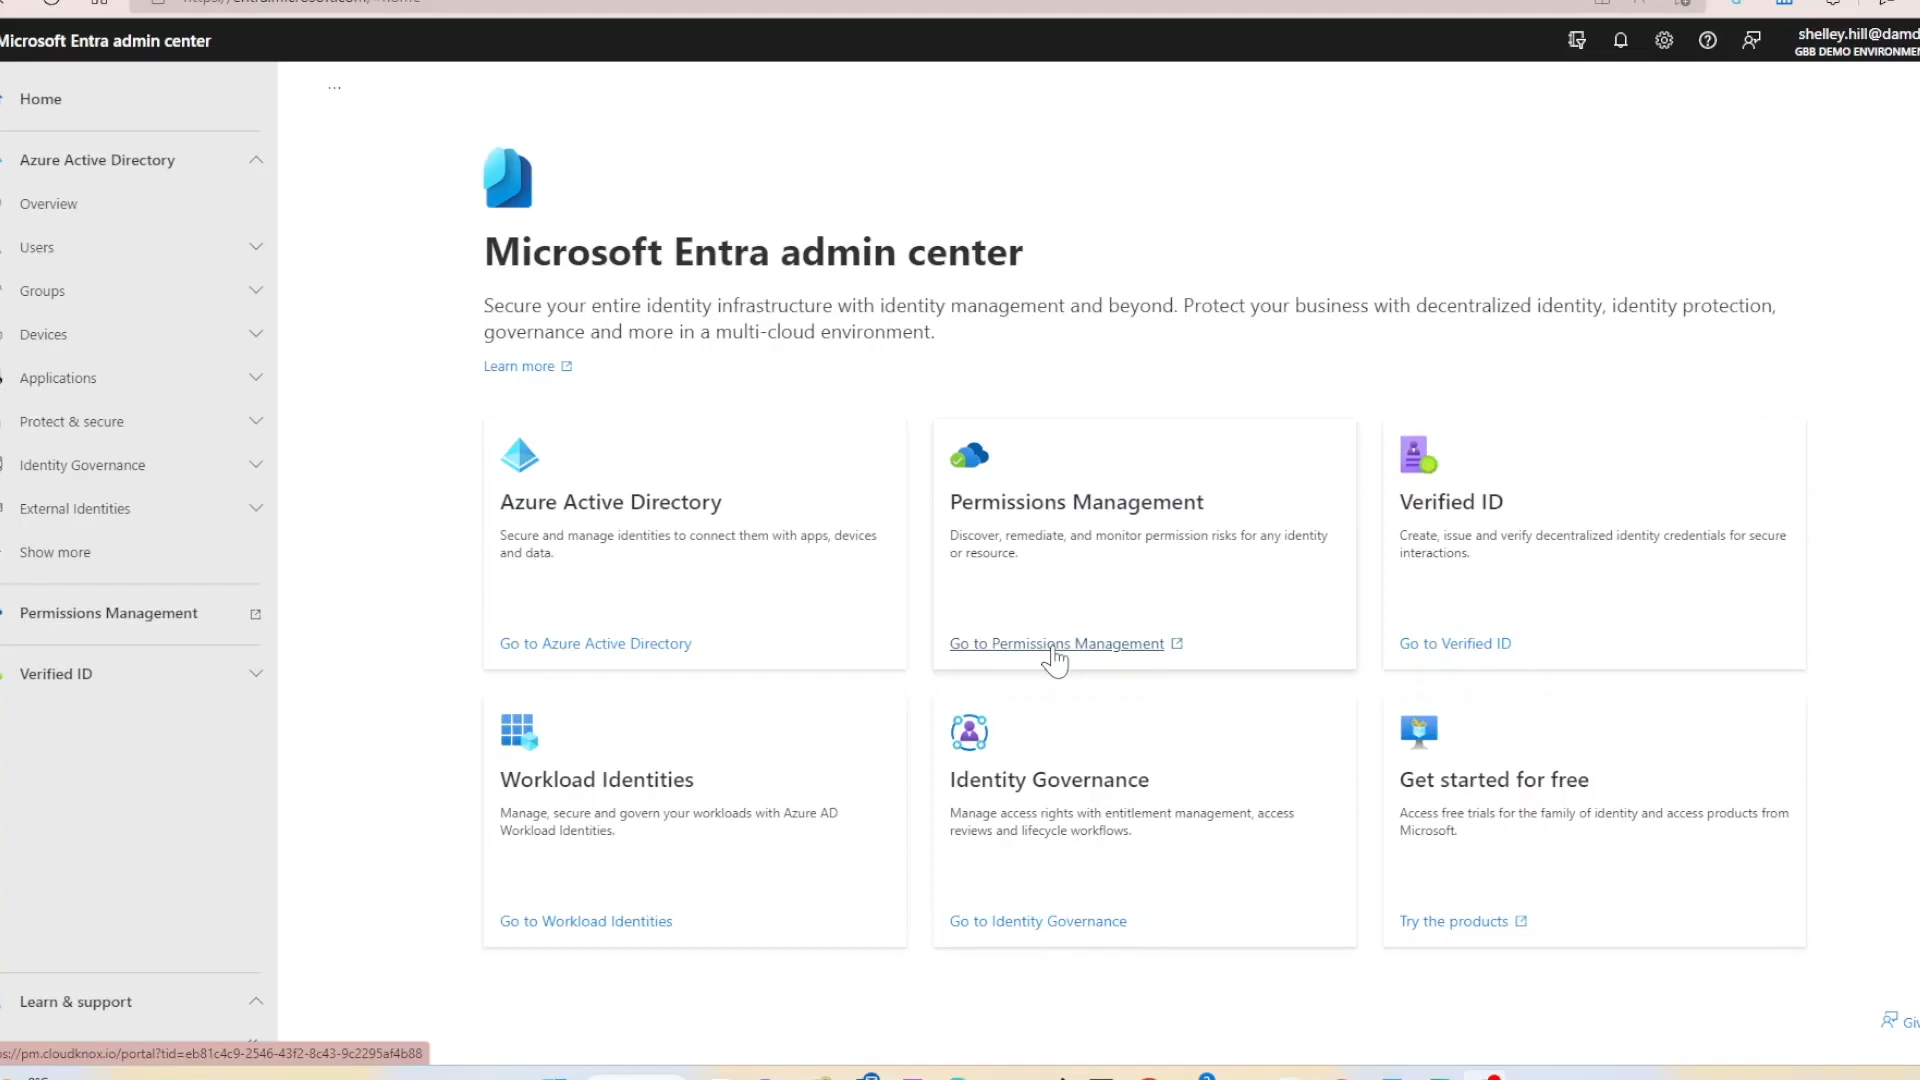 Microsoft Entra admin center
shelley.hill@damd
GBB DEMO ENVIRONMEN
Home
...
Azure Active Directory
Overview
Users
Groups
Devices
Applications
Protect & secure
Identity Governance
External Identities
Show more
Permissions Management
Verified ID
Learn & support
Microsoft Entra admin center
Secure your entire identity infrastructure with identity management and beyond. Protect your business with decentralized identity, identity protection,
governance and more in a multi-cloud environment.
Learn more
Azure Active Directory
Secure and manage identities to connect them with apps, devices
and data.
Go to Azure Active Directory
Permissions Management
Discover, remediate, and monitor permission risks for any identity
or resource.
Go to Permissions Management
Verified ID
Create, issue and verify decentralized identity credentials for secure
interactions.
Go to Verified ID
Workload Identities
Manage, secure and govern your workloads with Azure AD
Workload Identities.
Go to Workload Identities
Identity Governance
Manage access rights with entitlement management, access
reviews and lifecycle workflows.
Go to Identity Governance
Get started for free
Access free trials for the family of identity and access products from
Microsoft.
Try the products
Giv
s://pm.cloudknox.io/portal?tid=eb81c4c9-2546-43f2-8c43-9c2295af4b88